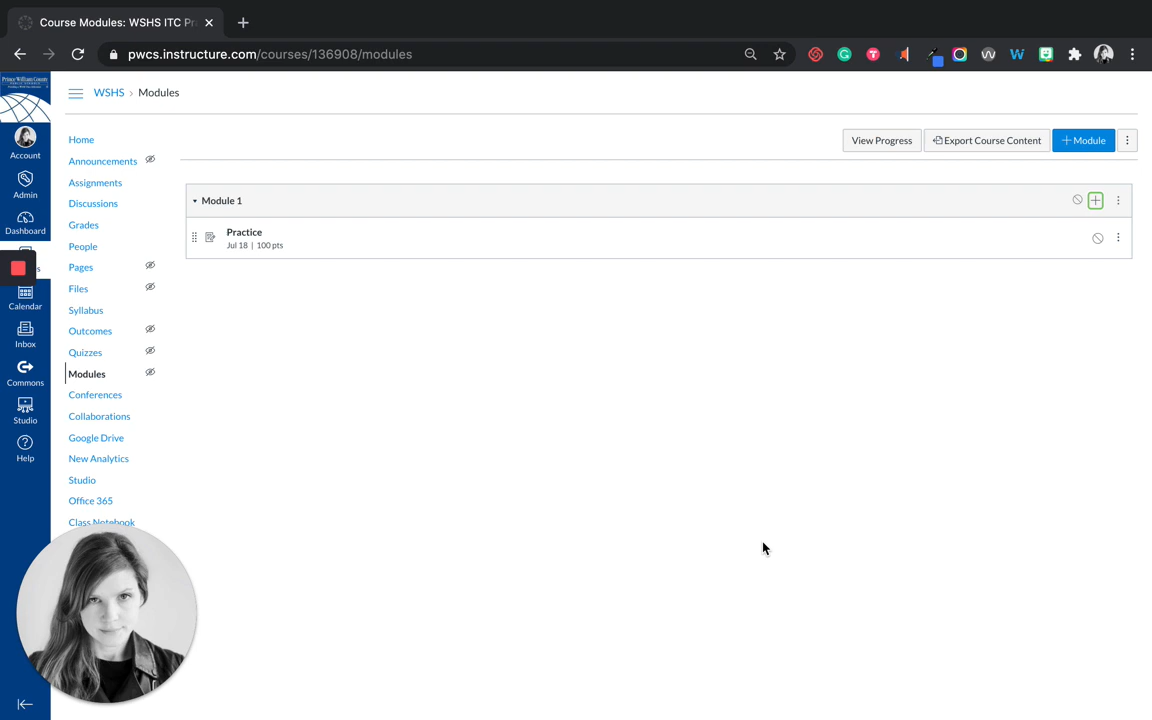 Course Modules: WSHS ITC Pr
pwcs.instructure.com/courses/136908/modules
Prince William County
WSHS › Modules
Account
Admin
Dashboard
Calendar
Inbox
Commons
Studio
Help
Home
Announcements
Assignments
Discussions
Grades
People
Pages
Files
Syllabus
Outcomes
Quizzes
Modules
Conferences
Collaborations
Google Drive
New Analytics
Studio
Office 365
Class Notebook
View Progress
Export Course Content
+ Module
Module 1
Practice
Jul 18 | 100 pts